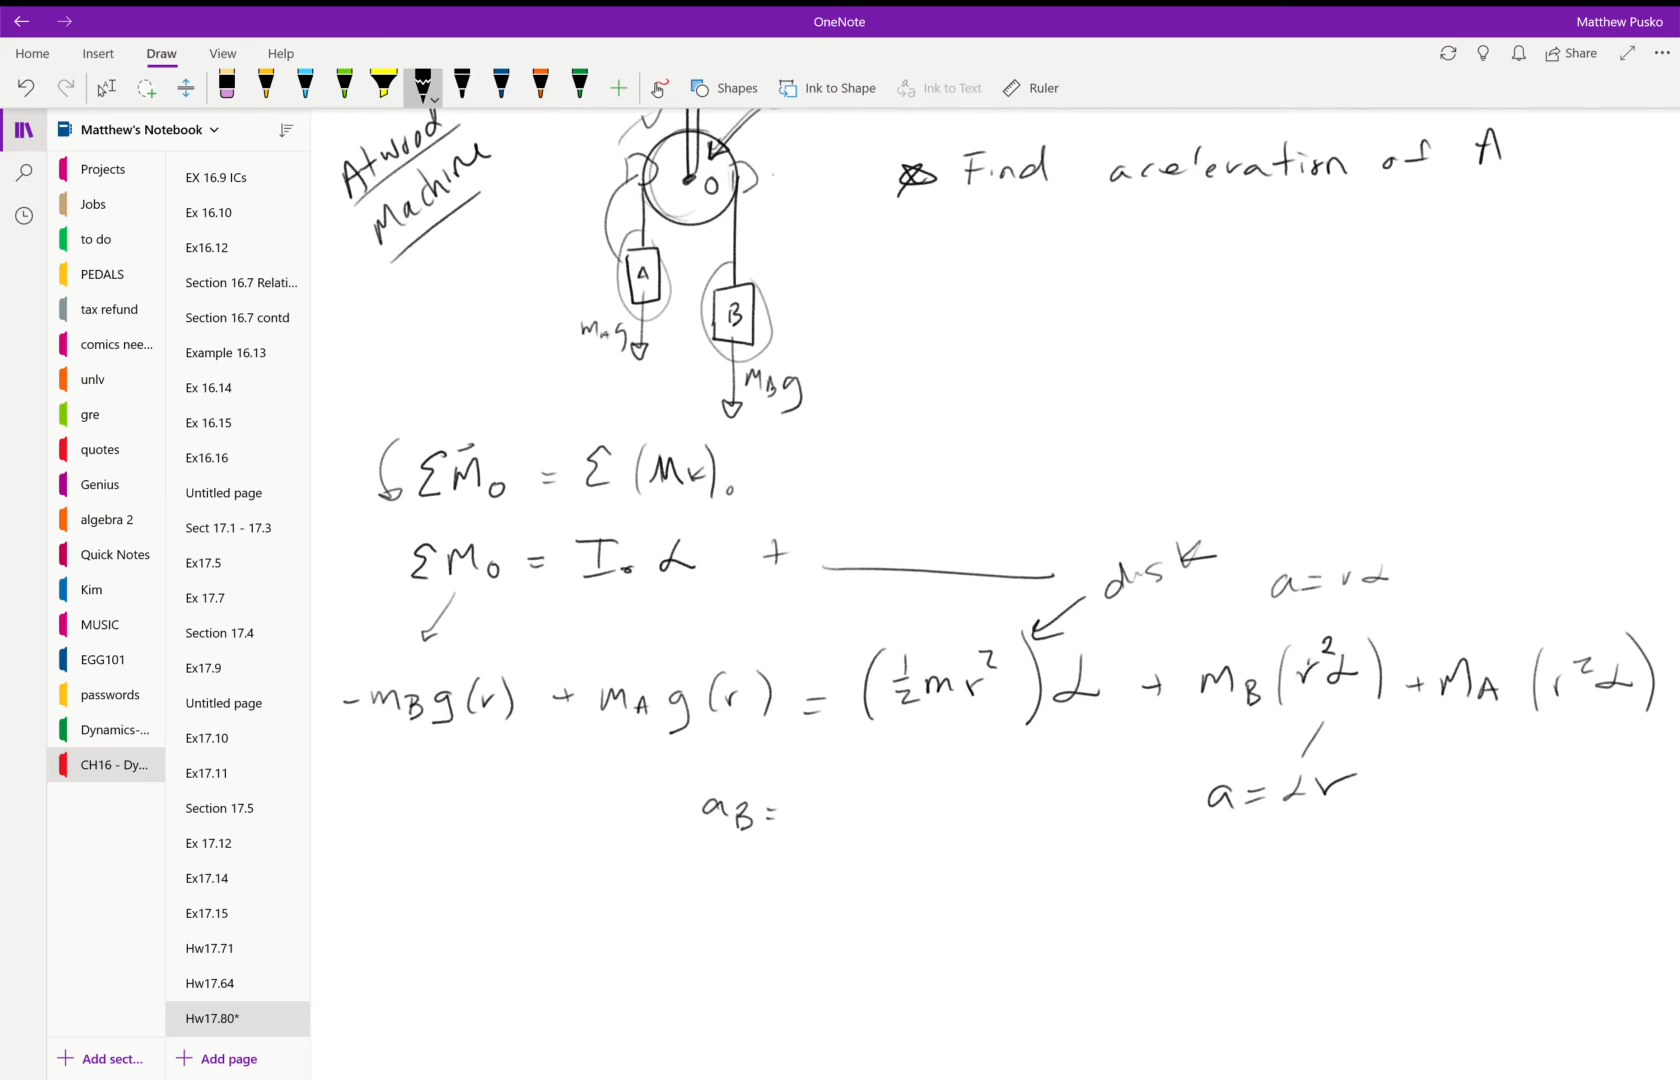 OneNote
Matthew Pusko
Home Insert Draw View Help
Share
Shapes Ink to Shape Ink to Text Ruler
Matthew's Notebook
Projects
Jobs
to do
PEDALS
tax refund
comics nee...
unlv
gre
quotes
Genius
algebra 2
Quick Notes
Kim
MUSIC
EGG101
passwords
Dynamics-...
CH16 - Dy...
Add sect...
EX 16.9 ICs
Ex 16.10
Ex16.12
Section 16.7 Relati...
Section 16.7 contd
Example 16.13
Ex 16.14
Ex 16.15
Ex16.16
Untitled page
Sect 17.1 - 17.3
Ex17.5
Ex 17.7
Section 17.4
Ex17.9
Untitled page
Ex17.10
Ex17.11
Section 17.5
Ex 17.12
Ex17.14
Ex17.15
Hw17.71
Hw17.64
Hw17.80*
Add page
Atwood
Machine
O
A
B
mAg
mBg
Find aceleration of A
ΣM⃗o = Σ(Mk)o
ΣMo = Io α + ______
disk
a = rα
-mBg(r) + mAg(r) = (½mr²)α + mB(r²α) + mA(r²α)
aB =
a = αr